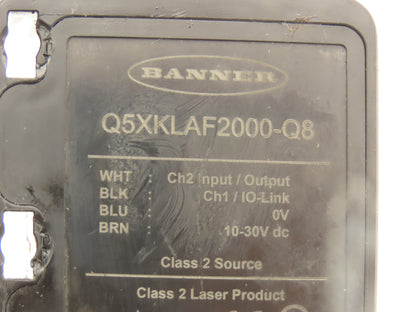 BANNER
Q5XKLAF2000-Q8
WHT : Ch2 Input / Output
BLK : Ch1 / IO-Link
BLU : 0V
BRN : 10-30V dc
Class 2 Source
Class 2 Laser Product